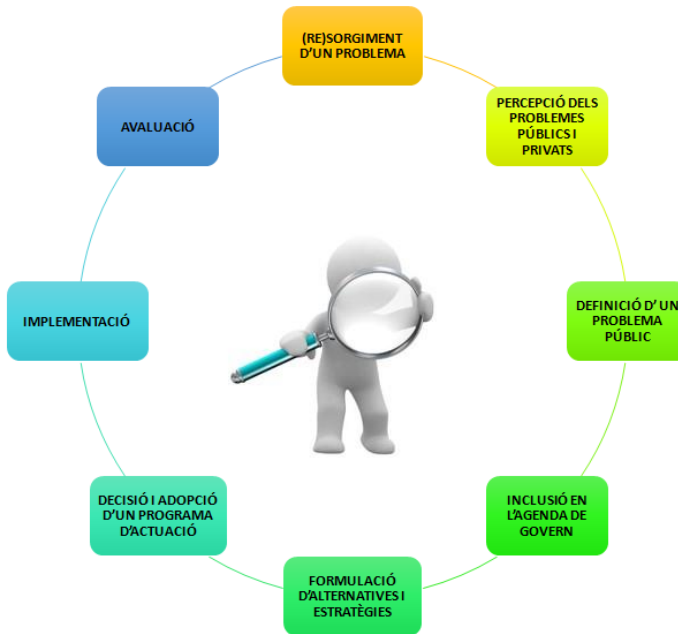 (RE)SORGIMENT
D'UN PROBLEMA
PERCEPCIÓ DELS
PROBLEMES
PÚBLICS I
PRIVATS
DEFINICIÓ D' UN
PROBLEMA
PÚBLIC
INCLUSIÓ EN
L'AGENDA DE
GOVERN
FORMULACIÓ
D'ALTERNATIVES I
ESTRATÈGIES
DECISIÓ I ADOPCIÓ
D'UN PROGRAMA
D'ACTUACIÓ
IMPLEMENTACIÓ
AVALUACIÓ